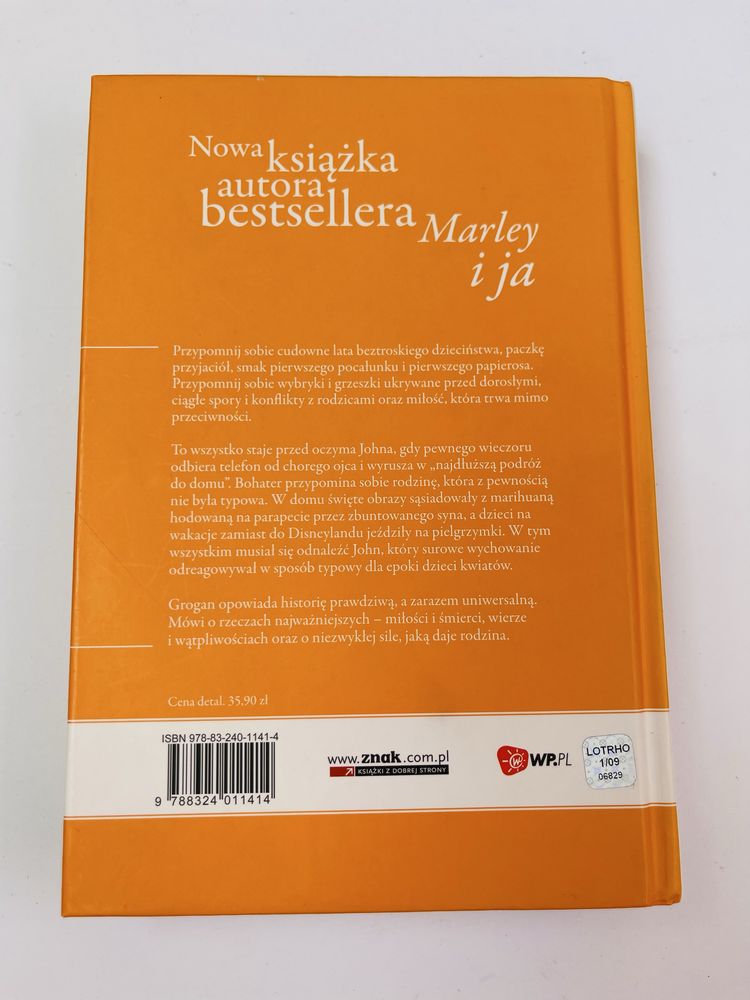 Nowa książka
autora
bestsellera Marley
i ja
Przypomnij sobie cudowne lata beztroskiego dzieciństwa, paczkę
przyjaciół, smak pierwszego pocałunku i pierwszego papierosa.
Przypomnij sobie wybryki i grzeszki ukrywane przed dorosłymi,
ciągłe spory i konflikty z rodzicami oraz miłość, która trwa mimo
przeciwności.
To wszystko staje przed oczyma Johna, gdy pewnego wieczoru
odbiera telefon od chorego ojca i wyrusza w „najdłuższą podróż
do domu”. Bohater przypomina sobie rodzinę, która z pewnością
nie była typowa. W domu święte obrazy sąsiadowały z marihuaną
hodowaną na parapecie przez zbuntowanego syna, a dzieci na
wakacje zamiast do Disneylandu jeździły na pielgrzymki. W tym
wszystkim musiał się odnaleźć John, który surowe wychowanie
odreagowywał w sposób typowy dla epoki dzieci kwiatów.
Grogan opowiada historię prawdziwą, a zarazem uniwersalną.
Mówi o rzeczach najważniejszych – miłości i śmierci, wierze
i wątpliwościach oraz o niezwykłej sile, jaką daje rodzina.
Cena detal. 35,90 zł
ISBN 978-83-240-1141-4
9 788324 011414
www.znak.com.pl
KSIĄŻKI Z DOBREJ STRONY
W WP.PL
LOTRHO
1/09
06829